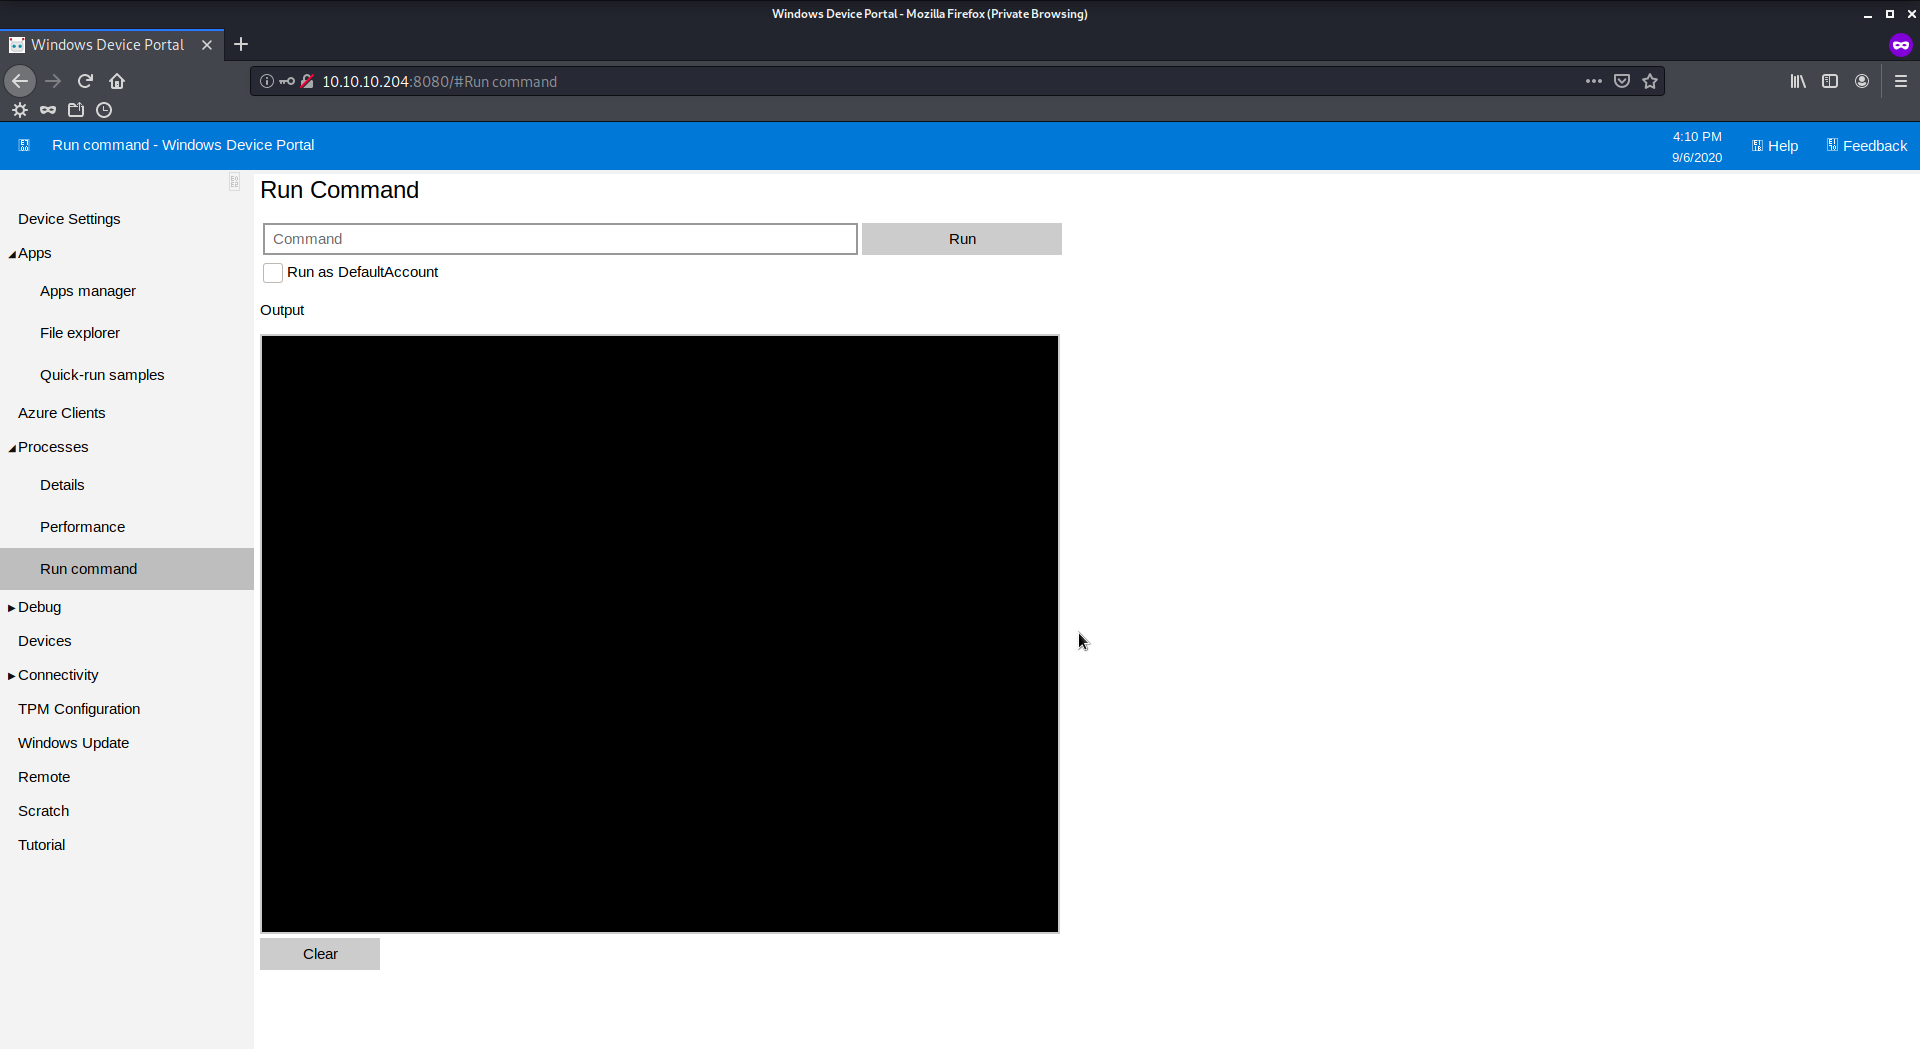 Windows Device Portal - Mozilla Firefox (Private Browsing)
Windows Device Portal
10.10.10.204:8080/#Run command
Run command - Windows Device Portal
4:10 PM
9/6/2020
Help
Feedback
Run Command
Device Settings
Apps
Apps manager
File explorer
Quick-run samples
Azure Clients
Processes
Details
Performance
Run command
Debug
Devices
Connectivity
TPM Configuration
Windows Update
Remote
Scratch
Tutorial
Command
Run
Run as DefaultAccount
Output
Clear